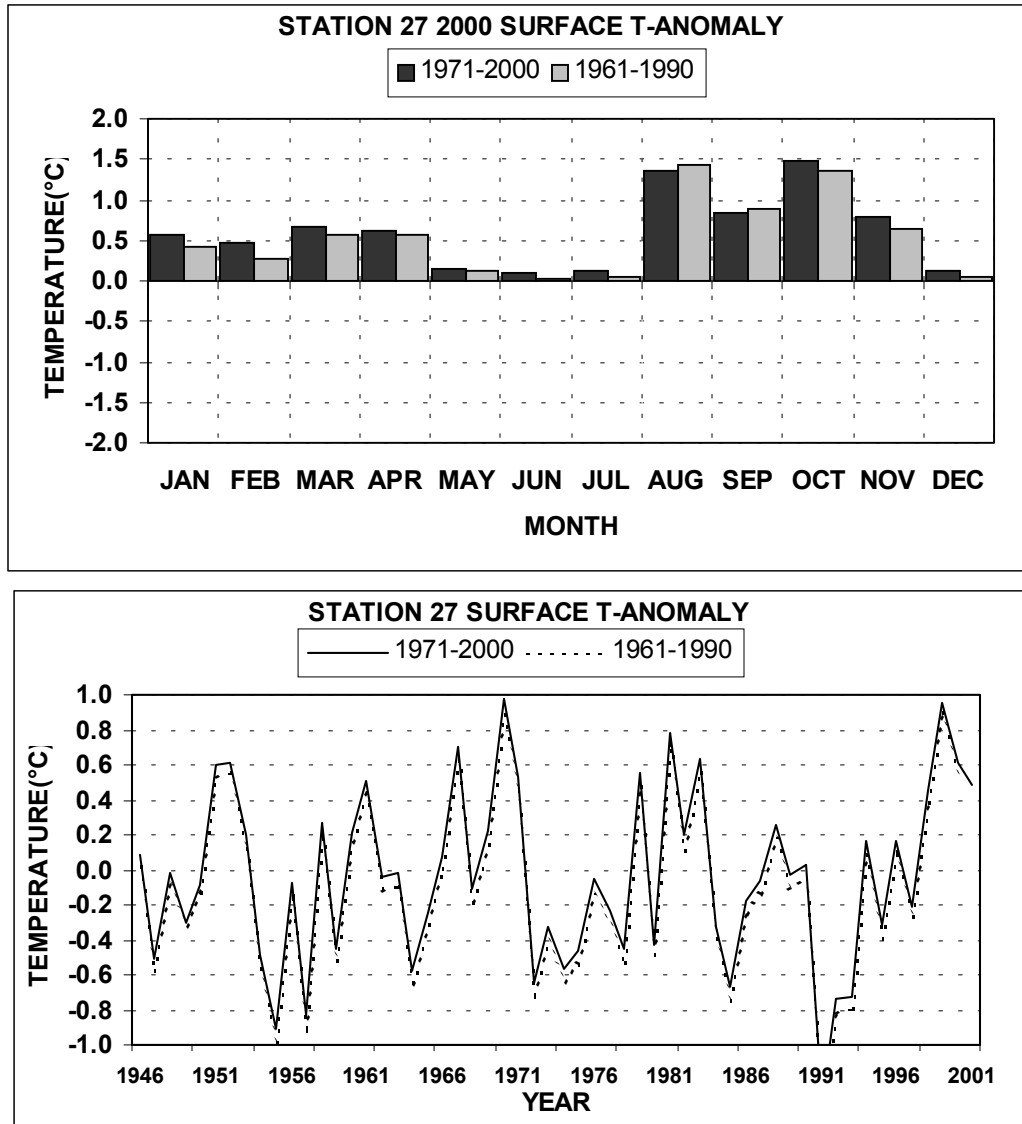 STATION 27 2000 SURFACE T-ANOMALY
1971-2000 1961-1990
2.0
1.5
1.0
0.5
0.0
-0.5
-1.0
-1.5
-2.0
TEMPERATURE(°C)
JAN FEB MAR APR MAY JUN JUL AUG SEP OCT NOV DEC
MONTH
STATION 27 SURFACE T-ANOMALY
1971-2000 1961-1990
1.0
0.8
0.6
0.4
0.2
0.0
-0.2
-0.4
-0.6
-0.8
-1.0
TEMPERATURE(°C)
1946 1951 1956 1961 1966 1971 1976 1981 1986 1991 1996 2001
YEAR